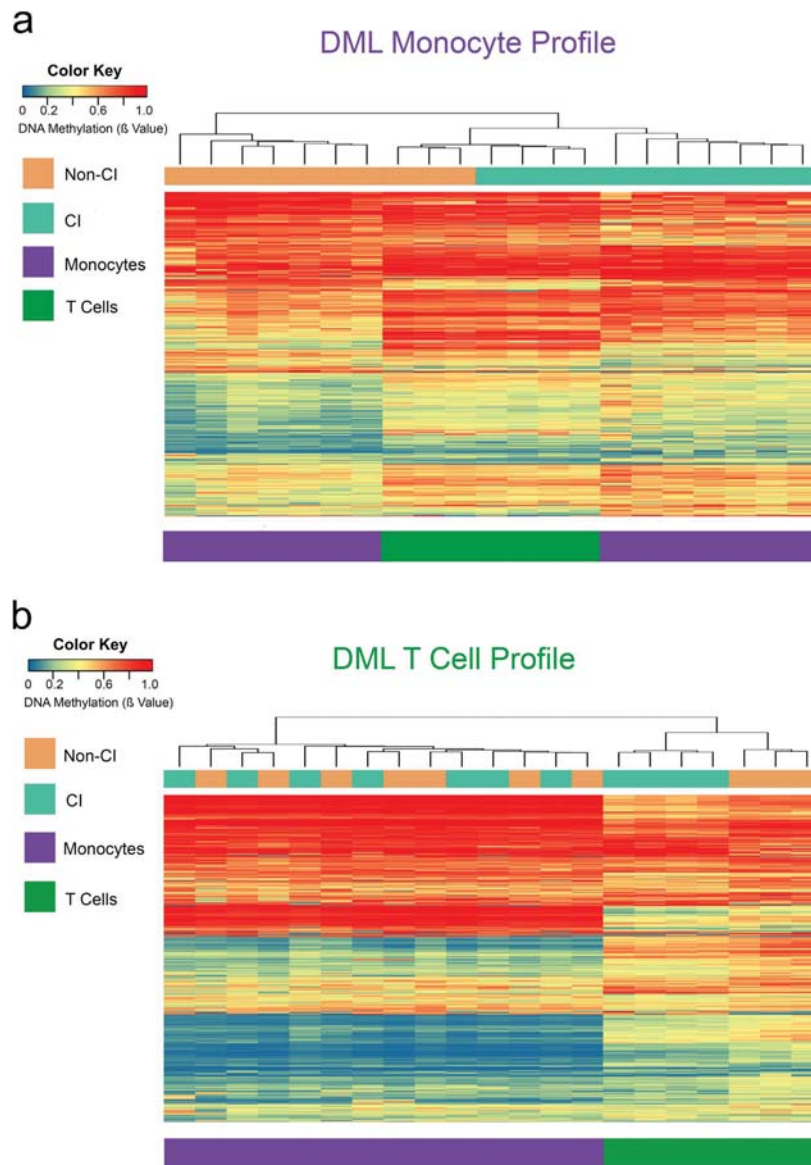 a
DML Monocyte Profile
Color Key
0 0.2 0.6 1.0
DNA Methylation (ß Value)
Non-CI
CI
Monocytes
T Cells
b
DML T Cell Profile
Color Key
0 0.2 0.6 1.0
DNA Methylation (ß Value)
Non-CI
CI
Monocytes
T Cells